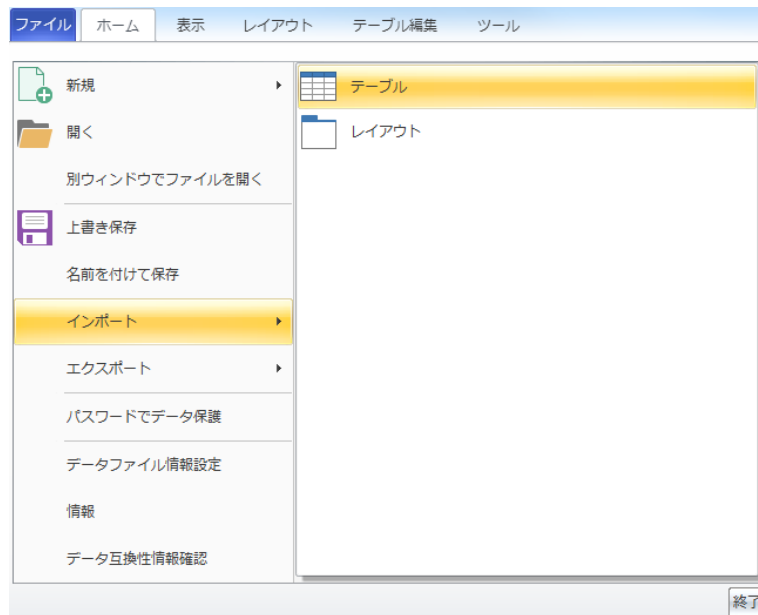 ファイル ホーム 表示 レイアウト テーブル編集 ツール
新規
開く
別ウィンドウでファイルを開く
上書き保存
名前を付けて保存
インポート
エクスポート
パスワードでデータ保護
データファイル情報設定
情報
データ互換性情報確認
テーブル
レイアウト
終了